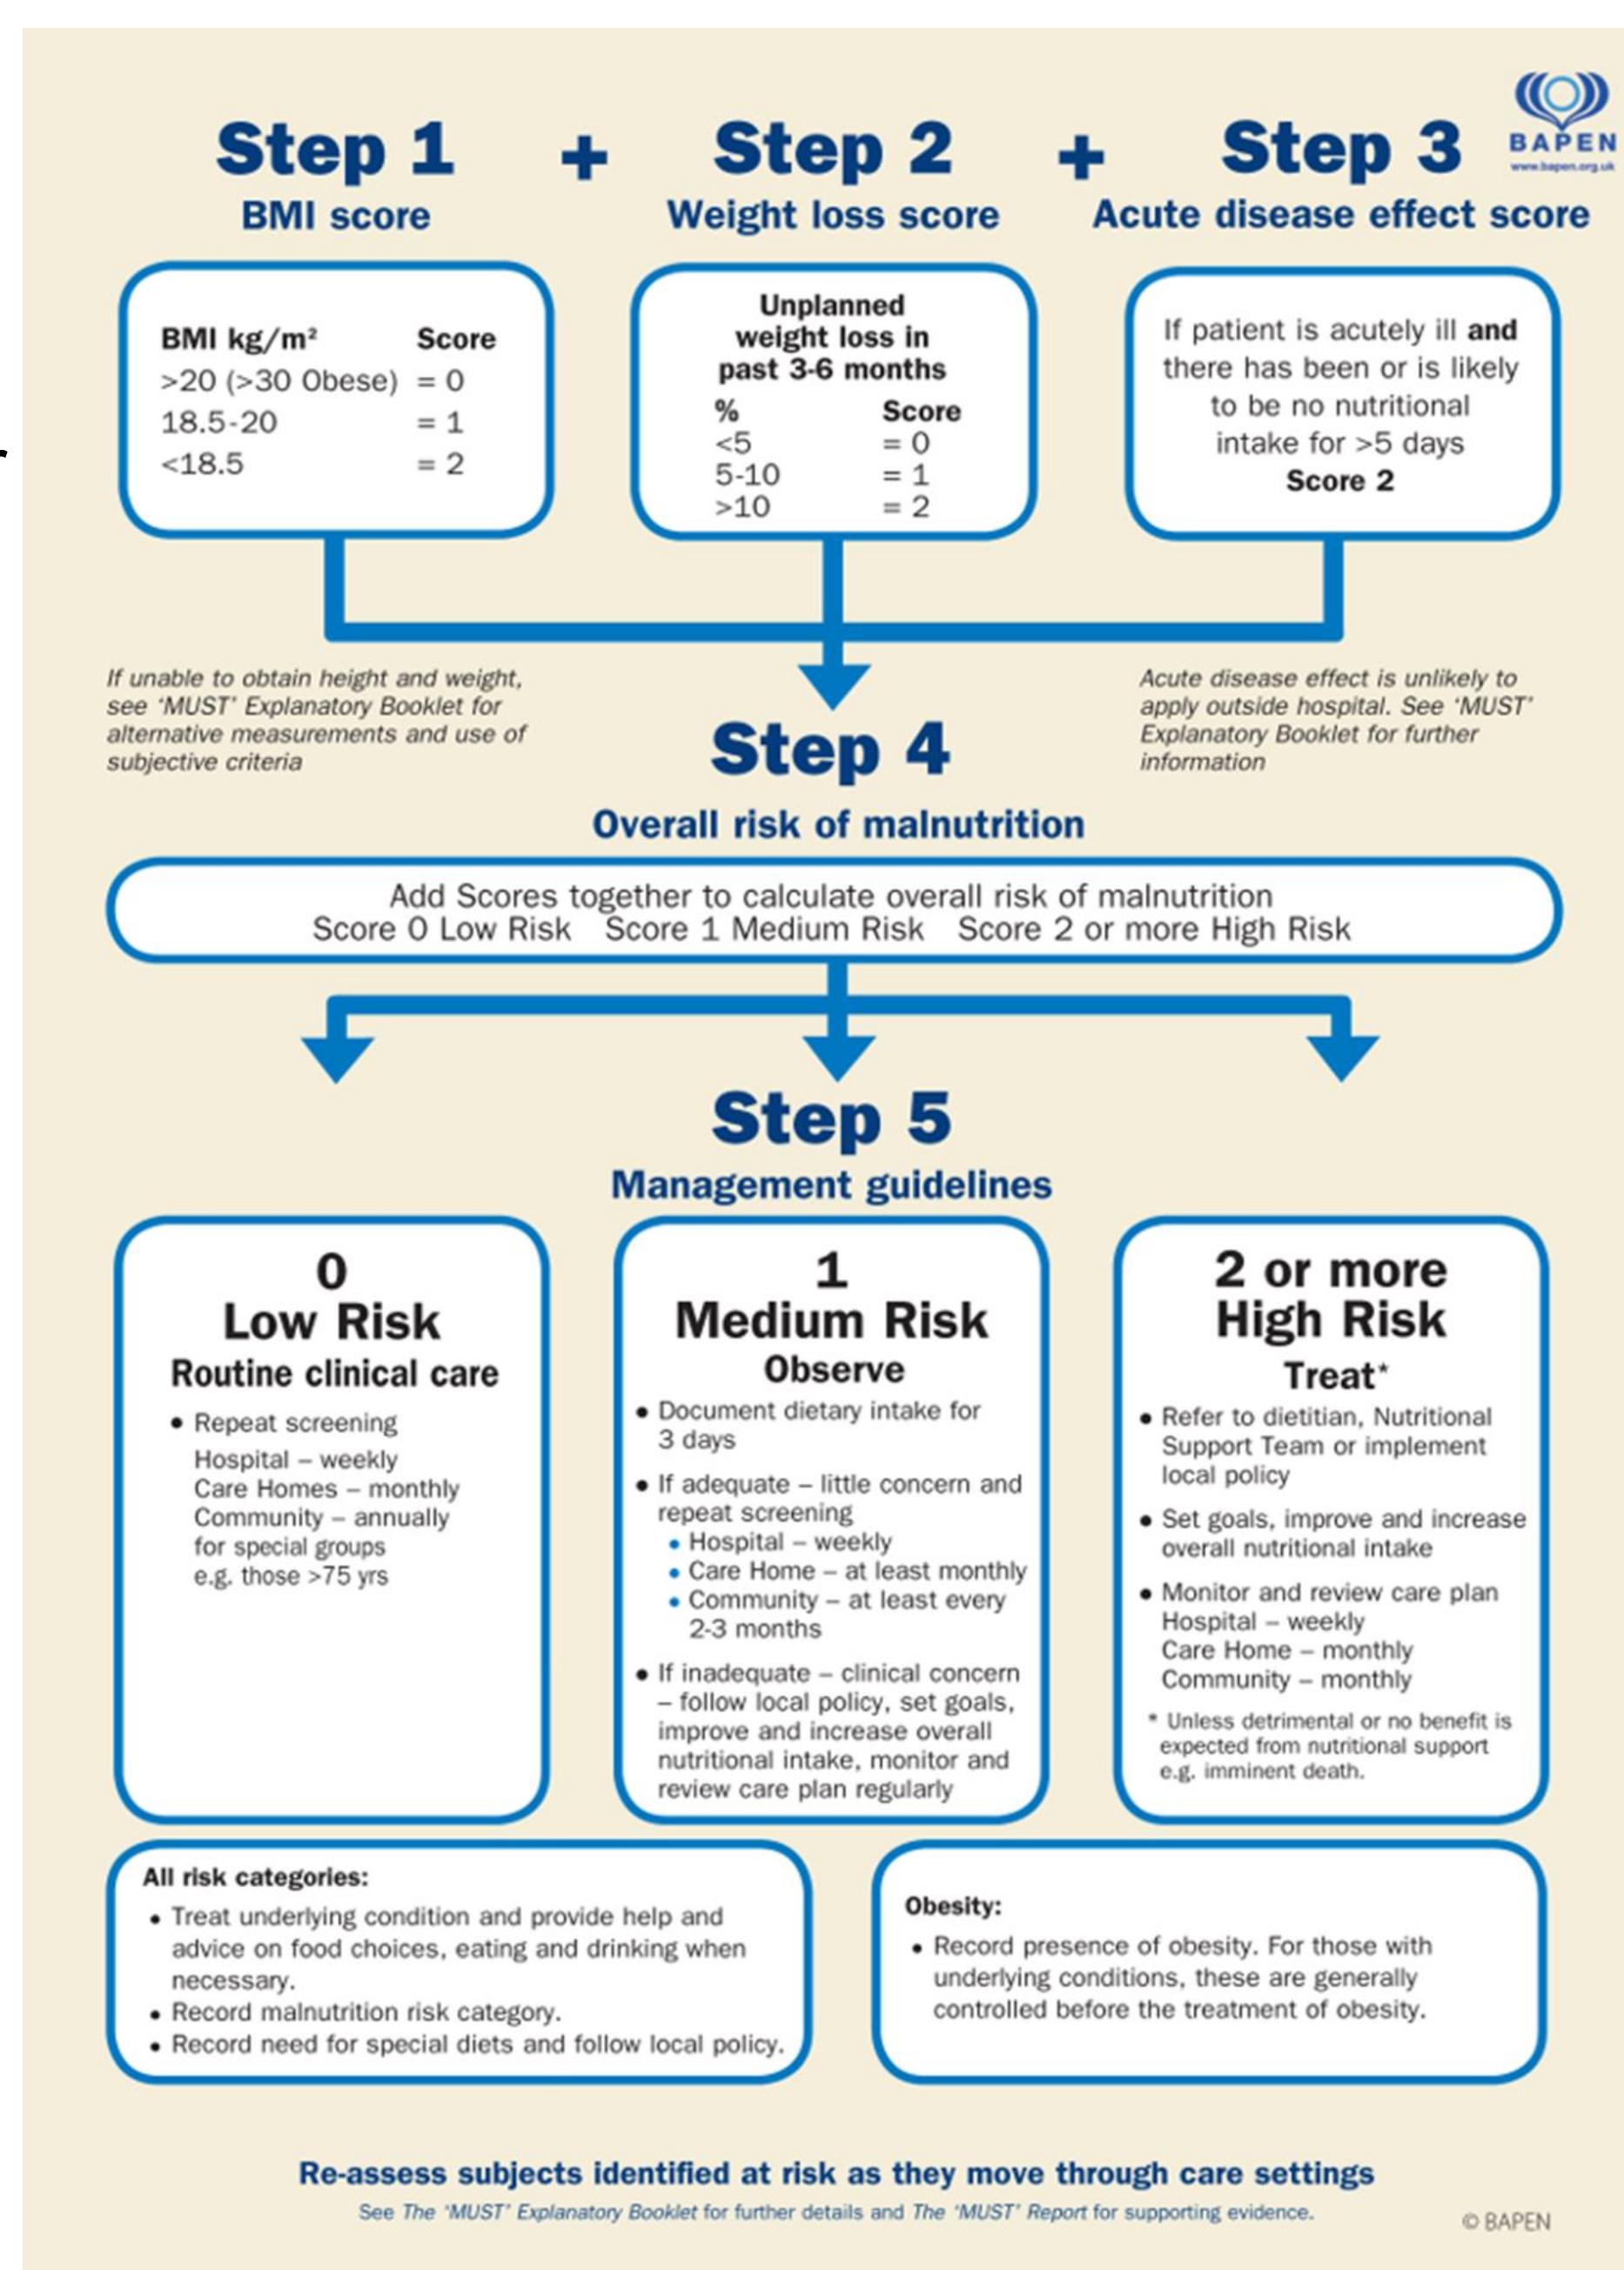 Step 1 + Step 2 + Step 3
BAPEN
www.bapen.org.uk
BMI score
Weight loss score
Acute disease effect score
BMI kg/m² Score
>20 (>30 Obese) = 0
18.5-20 = 1
<18.5 = 2
Unplanned
weight loss in
past 3-6 months
% Score
<5 = 0
5-10 = 1
>10 = 2
If patient is acutely ill and
there has been or is likely
to be no nutritional
intake for >5 days
Score 2
If unable to obtain height and weight,
see ‘MUST’ Explanatory Booklet for
alternative measurements and use of
subjective criteria
Acute disease effect is unlikely to
apply outside hospital. See ‘MUST’
Explanatory Booklet for further
information
Step 4
Overall risk of malnutrition
Add Scores together to calculate overall risk of malnutrition
Score 0 Low Risk Score 1 Medium Risk Score 2 or more High Risk
Step 5
Management guidelines
0
Low Risk
Routine clinical care
• Repeat screening
Hospital – weekly
Care Homes – monthly
Community – annually
for special groups
e.g. those >75 yrs
1
Medium Risk
Observe
• Document dietary intake for
3 days
• If adequate – little concern and
repeat screening
• Hospital – weekly
• Care Home – at least monthly
• Community – at least every
2-3 months
• If inadequate – clinical concern
– follow local policy, set goals,
improve and increase overall
nutritional intake, monitor and
review care plan regularly
2 or more
High Risk
Treat*
• Refer to dietitian, Nutritional
Support Team or implement
local policy
• Set goals, improve and increase
overall nutritional intake
• Monitor and review care plan
Hospital – weekly
Care Home – monthly
Community – monthly
* Unless detrimental or no benefit is
expected from nutritional support
e.g. imminent death.
All risk categories:
• Treat underlying condition and provide help and
advice on food choices, eating and drinking when
necessary.
• Record malnutrition risk category.
• Record need for special diets and follow local policy.
Obesity:
• Record presence of obesity. For those with
underlying conditions, these are generally
controlled before the treatment of obesity.
Re-assess subjects identified at risk as they move through care settings
See The ‘MUST’ Explanatory Booklet for further details and The ‘MUST’ Report for supporting evidence.
© BAPEN